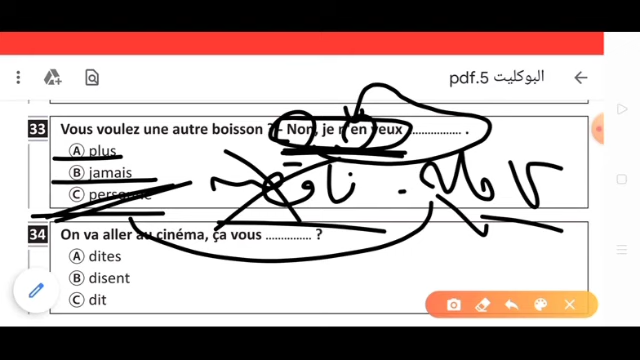 البوكليت 5.pdf
33 Vous voulez une autre boisson ? - Non, je n'en veux ............... .
A plus
B jamais
C personne
34 On va aller au cinéma, ça vous .............. ?
A dites
B disent
C dit